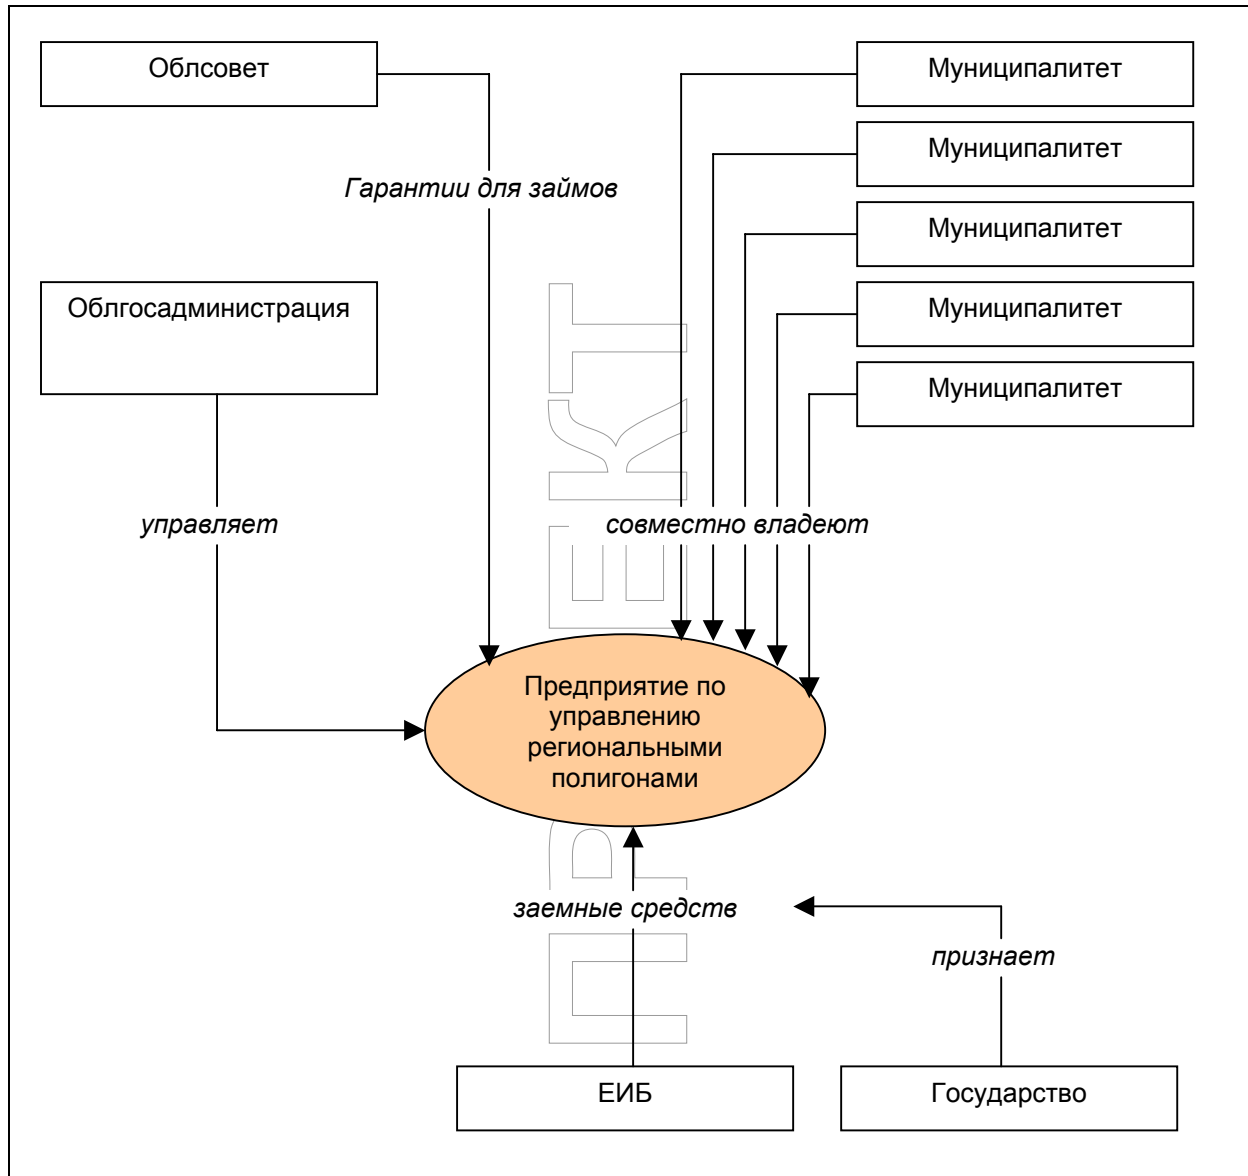 Облсовет
Муниципалитет
Муниципалитет
Гарантии для займов
Муниципалитет
Облгосадминистрация
Муниципалитет
Муниципалитет
управляет
совместно владеют
Предприятие по
управлению
региональными
полигонами
заемные средств
признает
ЕИБ
Государство